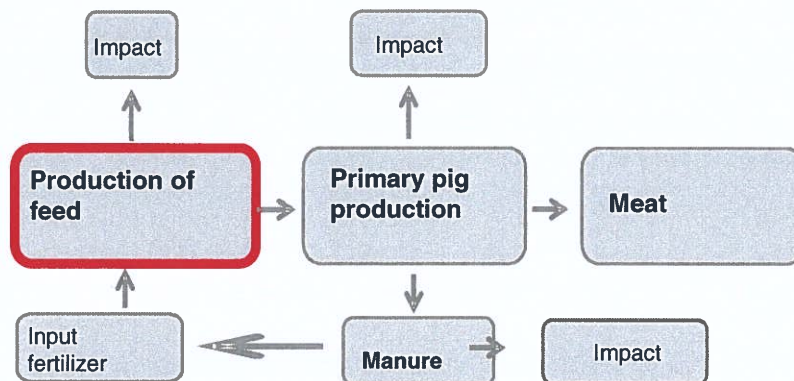 Impact
Impact
Production of
feed
Primary pig
production
Meat
Input
fertilizer
Manure
Impact